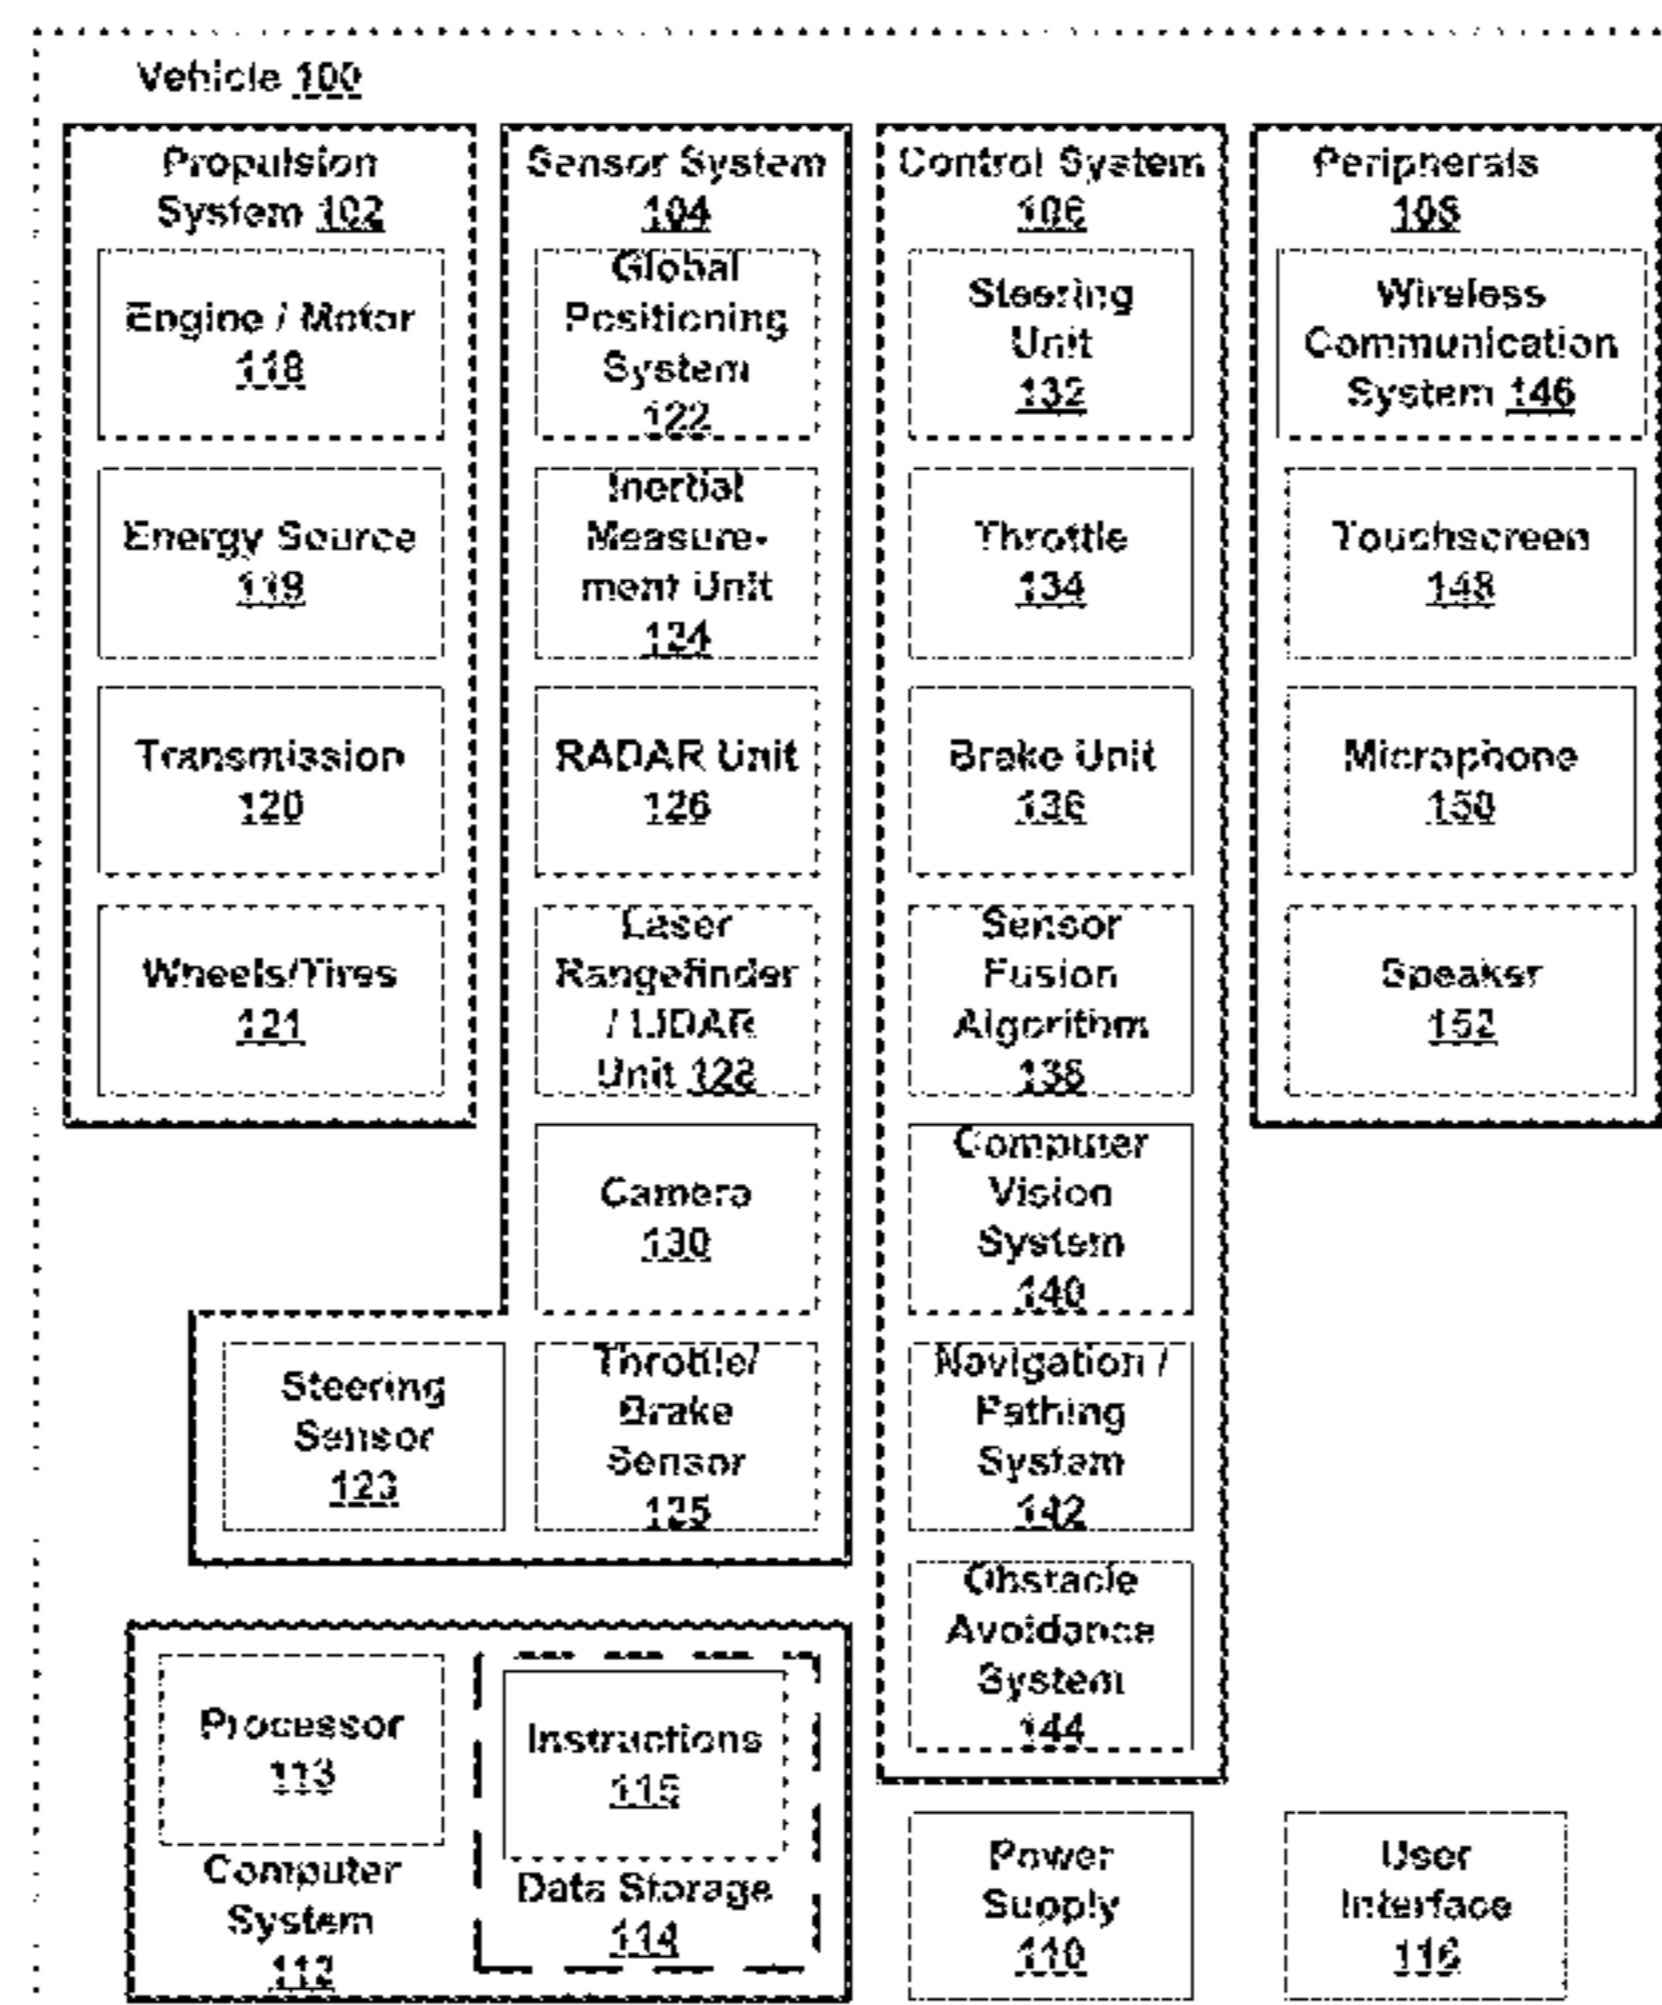 Vehicle 100
Propulsion
System 102
Engine / Motor
118
Energy Source
119
Transmission
120
Wheels/Tires
121
Sensor System
104
Global
Positioning
System
122
Inertial
Measure-
ment Unit
124
RADAR Unit
126
Laser
Rangefinder
/ LIDAR
Unit 128
Camera
130
Steering
Sensor
123
Throttle/
Brake
Sensor
125
Control System
106
Steering
Unit
132
Throttle
134
Brake Unit
136
Sensor
Fusion
Algorithm
138
Computer
Vision
System
140
Navigation /
Pathing
System
142
Obstacle
Avoidance
System
144
Peripherals
108
Wireless
Communication
System 146
Touchscreen
148
Microphone
150
Speaker
152
Processor
113
Computer
System
112
Instructions
115
Data Storage
114
Power
Supply
110
User
Interface
116